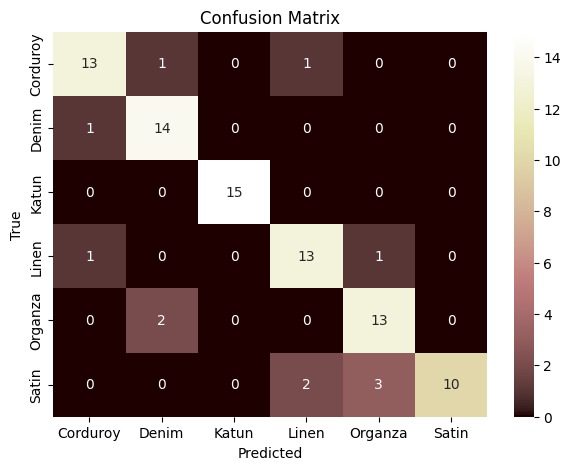 Confusion Matrix
True
Corduroy 13 1 0 1 0 0
Denim 1 14 0 0 0 0
Katun 0 0 15 0 0 0
Linen 1 0 0 13 1 0
Organza 0 2 0 0 13 0
Satin 0 0 0 2 3 10
Corduroy Denim Katun Linen Organza Satin
Predicted
14
12
10
8
6
4
2
0